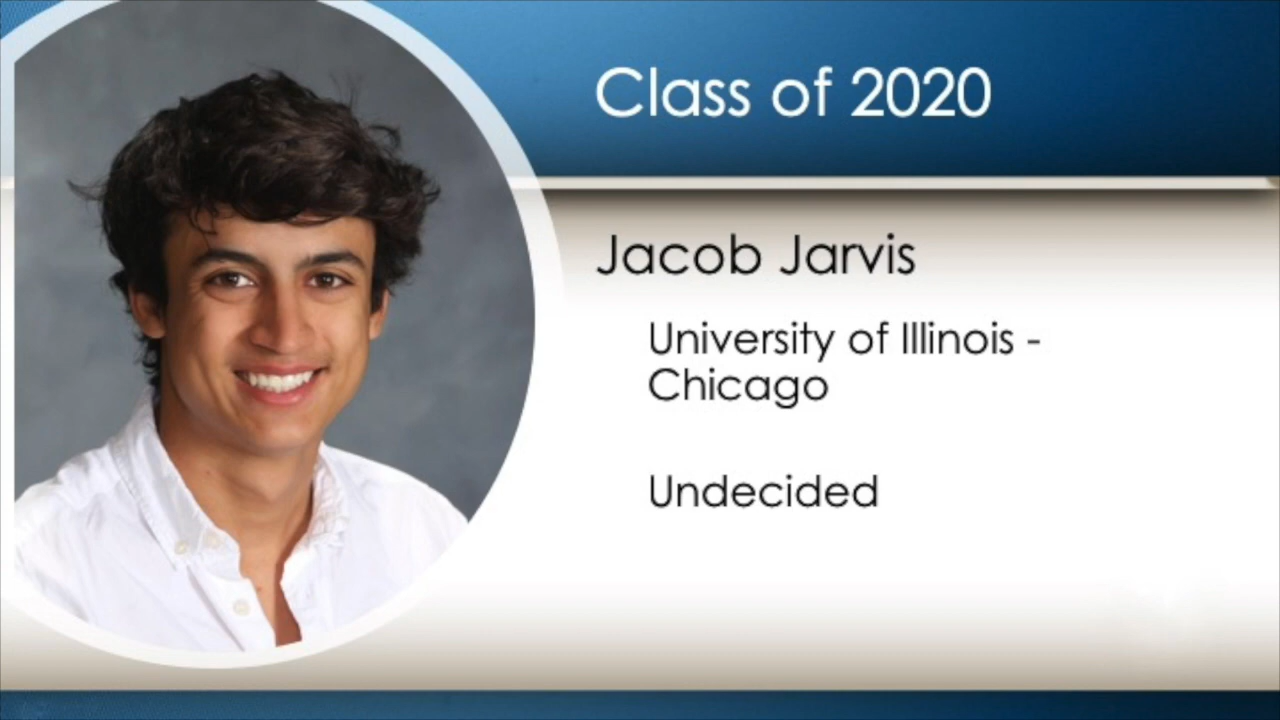 Class of 2020
Jacob Jarvis
University of Illinois -
Chicago
Undecided